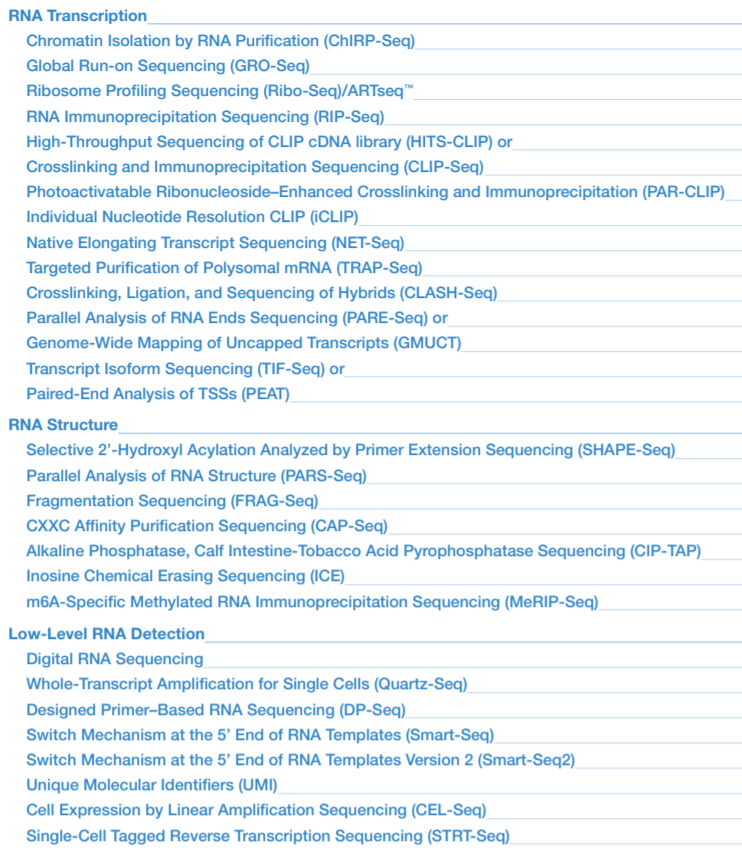 RNA Transcription
Chromatin Isolation by RNA Purification (ChIRP-Seq)
Global Run-on Sequencing (GRO-Seq)
Ribosome Profiling Sequencing (Ribo-Seq)/ARTseq™
RNA Immunoprecipitation Sequencing (RIP-Seq)
High-Throughput Sequencing of CLIP cDNA library (HITS-CLIP) or
Crosslinking and Immunoprecipitation Sequencing (CLIP-Seq)
Photoactivatable Ribonucleoside–Enhanced Crosslinking and Immunoprecipitation (PAR-CLIP)
Individual Nucleotide Resolution CLIP (iCLIP)
Native Elongating Transcript Sequencing (NET-Seq)
Targeted Purification of Polysomal mRNA (TRAP-Seq)
Crosslinking, Ligation, and Sequencing of Hybrids (CLASH-Seq)
Parallel Analysis of RNA Ends Sequencing (PARE-Seq) or
Genome-Wide Mapping of Uncapped Transcripts (GMUCT)
Transcript Isoform Sequencing (TIF-Seq) or
Paired-End Analysis of TSSs (PEAT)
RNA Structure
Selective 2’-Hydroxyl Acylation Analyzed by Primer Extension Sequencing (SHAPE-Seq)
Parallel Analysis of RNA Structure (PARS-Seq)
Fragmentation Sequencing (FRAG-Seq)
CXXC Affinity Purification Sequencing (CAP-Seq)
Alkaline Phosphatase, Calf Intestine-Tobacco Acid Pyrophosphatase Sequencing (CIP-TAP)
Inosine Chemical Erasing Sequencing (ICE)
m6A-Specific Methylated RNA Immunoprecipitation Sequencing (MeRIP-Seq)
Low-Level RNA Detection
Digital RNA Sequencing
Whole-Transcript Amplification for Single Cells (Quartz-Seq)
Designed Primer–Based RNA Sequencing (DP-Seq)
Switch Mechanism at the 5’ End of RNA Templates (Smart-Seq)
Switch Mechanism at the 5’ End of RNA Templates Version 2 (Smart-Seq2)
Unique Molecular Identifiers (UMI)
Cell Expression by Linear Amplification Sequencing (CEL-Seq)
Single-Cell Tagged Reverse Transcription Sequencing (STRT-Seq)